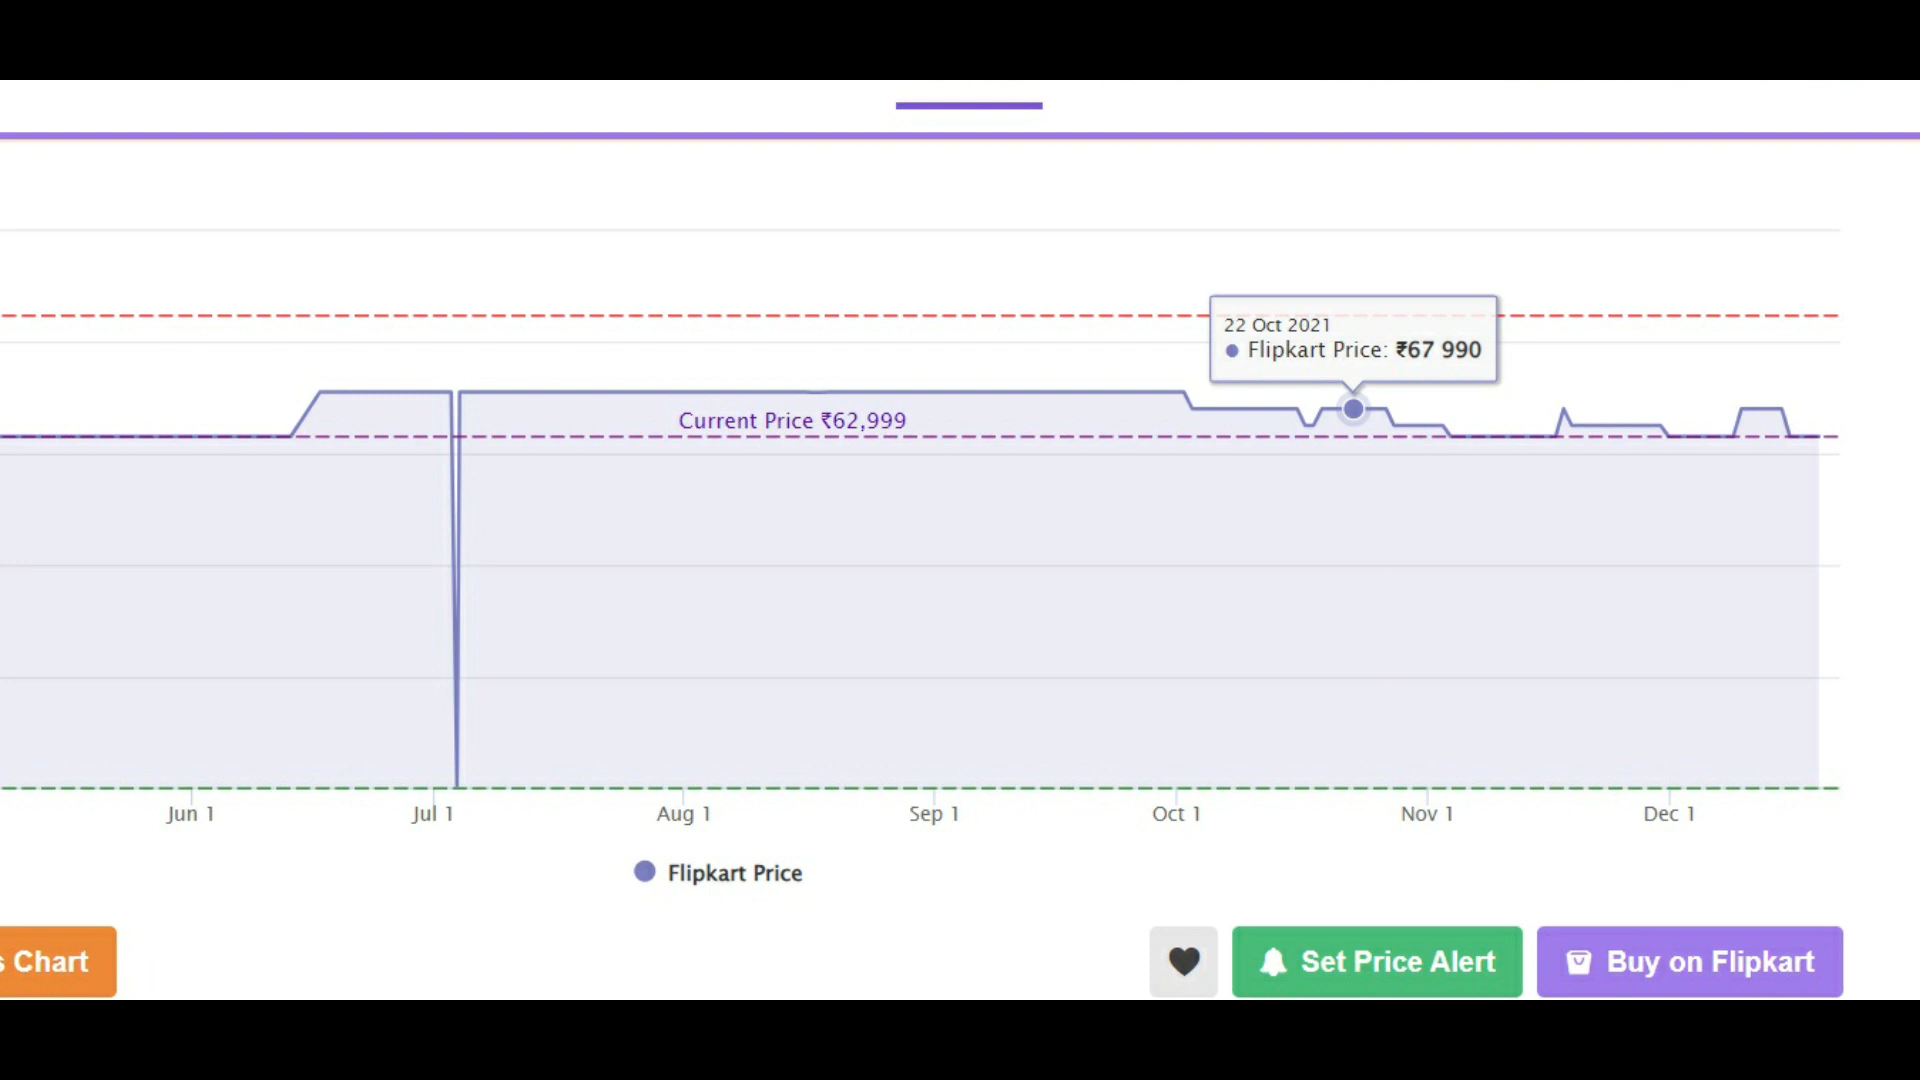 22 Oct 2021
Flipkart Price: ₹67 990
Current Price ₹62,999
Jun 1 Jul 1 Aug 1 Sep 1 Oct 1 Nov 1 Dec 1
Flipkart Price
s Chart Set Price Alert Buy on Flipkart